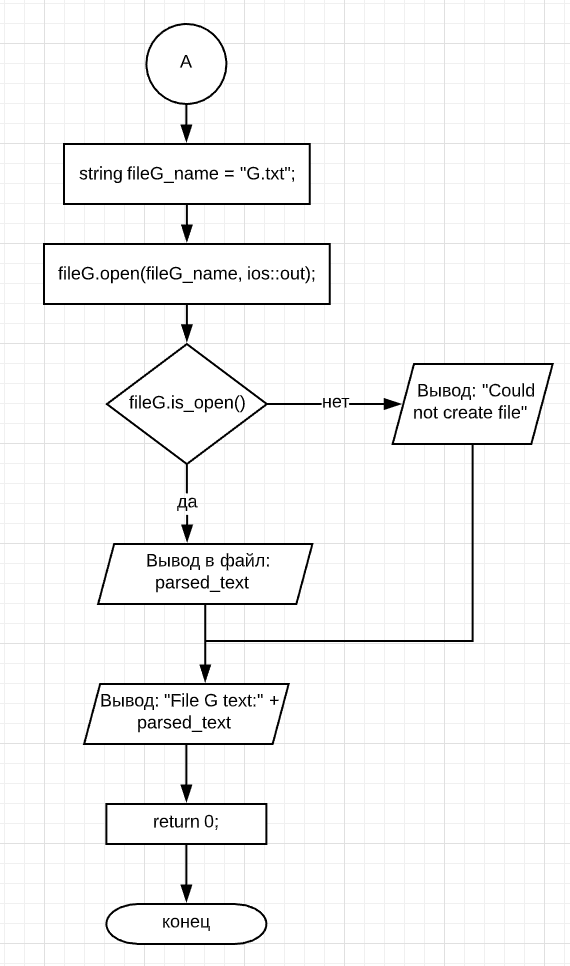 A
string fileG_name = "G.txt";
fileG.open(fileG_name, ios::out);
fileG.is_open()
нет
Вывод: "Could
not create file"
да
Вывод в файл:
parsed_text
Вывод: "File G text:" +
parsed_text
return 0;
конец